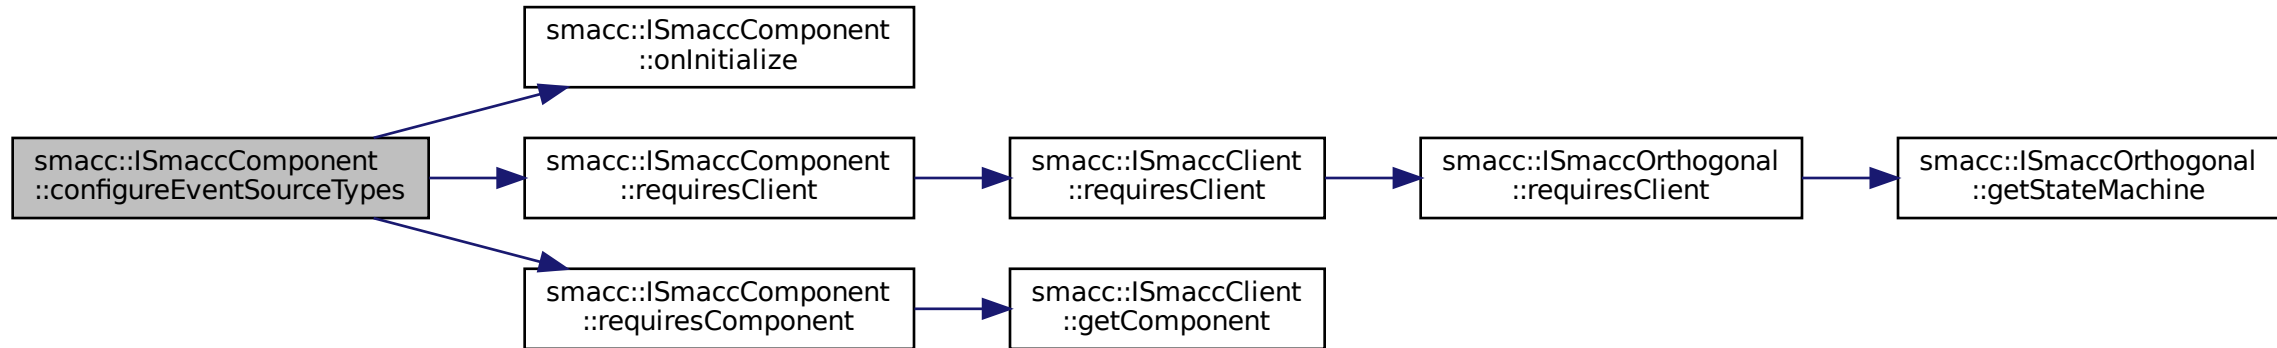 smacc::ISmaccComponent
::onInitialize
smacc::ISmaccComponent
::configureEventSourceTypes
smacc::ISmaccComponent
::requiresClient
smacc::ISmaccClient
::requiresClient
smacc::ISmaccOrthogonal
::requiresClient
smacc::ISmaccOrthogonal
::getStateMachine
smacc::ISmaccComponent
::requiresComponent
smacc::ISmaccClient
::getComponent